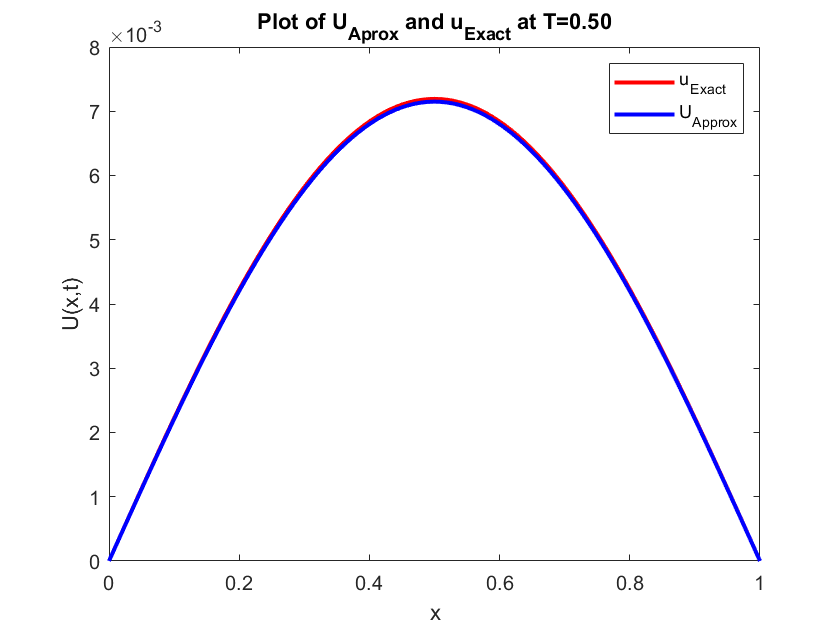 Plot of U_Aprox and u_Exact at T=0.50
×10^-3
u_Exact
U_Approx
8
7
6
5
4
3
2
1
0
U(x,t)
0 0.2 0.4 0.6 0.8 1
x